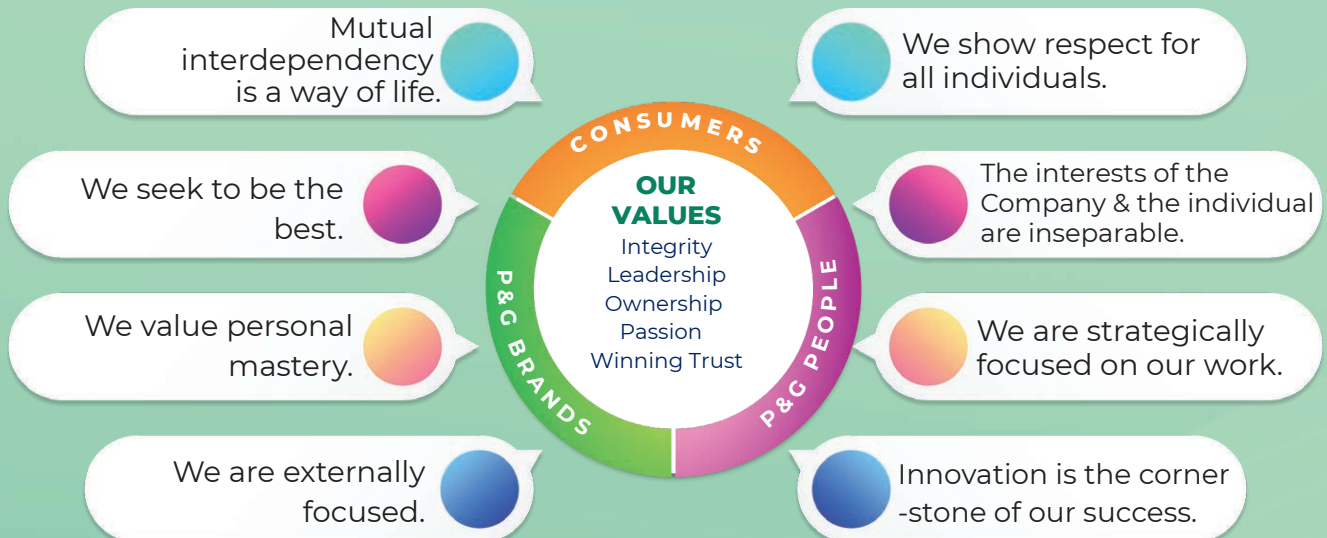 Mutual
interdependency
is a way of life.
We show respect for
all individuals.
We seek to be the
best.
The interests of the
Company & the individual
are inseparable.
We value personal
mastery.
We are strategically
focused on our work.
We are externally
focused.
Innovation is the corner
-stone of our success.
CONSUMERS
P&G BRANDS
P&G PEOPLE
OUR
VALUES
Integrity
Leadership
Ownership
Passion
Winning Trust